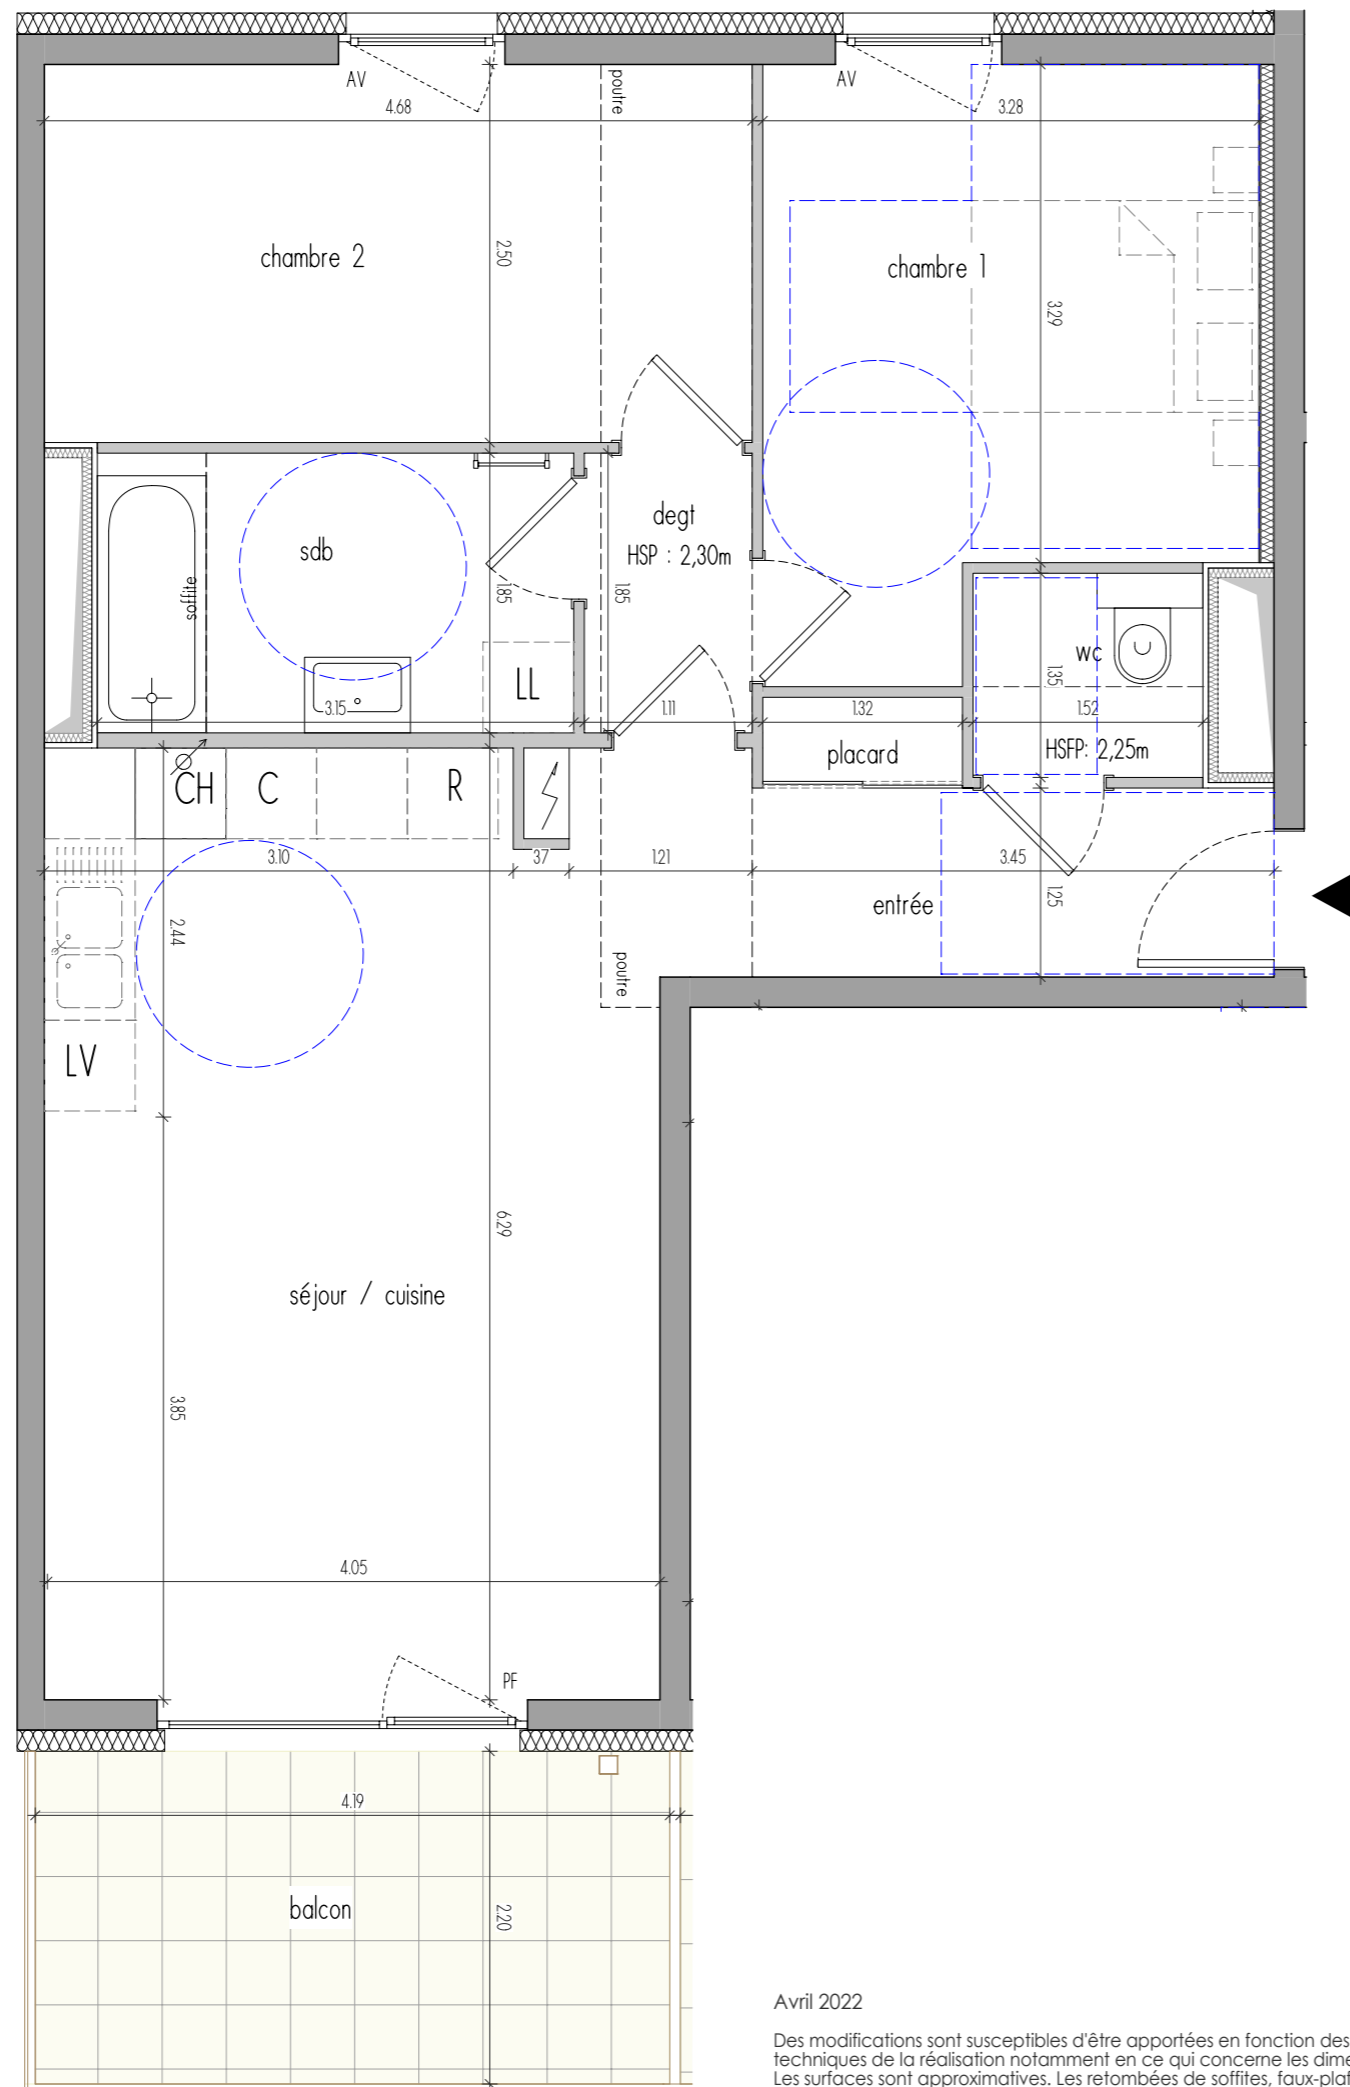 AV
AV
poutre
4.68
3.28
chambre 2
2.50
chambre 1
3.29
degt
HSP : 2,30m
sdb
soffite
1.85
1.85
LL
wc
1.35
3.15
1.11
1.32
1.52
placard
HSFP: 2,25m
CH
C
R
3.10
37
1.21
3.45
1.25
entrée
2.44
poutre
LV
6.29
séjour / cuisine
3.85
4.05
PF
4.19
balcon
2.20
Avril 2022
Des modifications sont susceptibles d'être apportées en fonction des
techniques de la réalisation notamment en ce qui concerne les dime
Les surfaces sont approximatives. Les retombées de soffites, faux-plaf